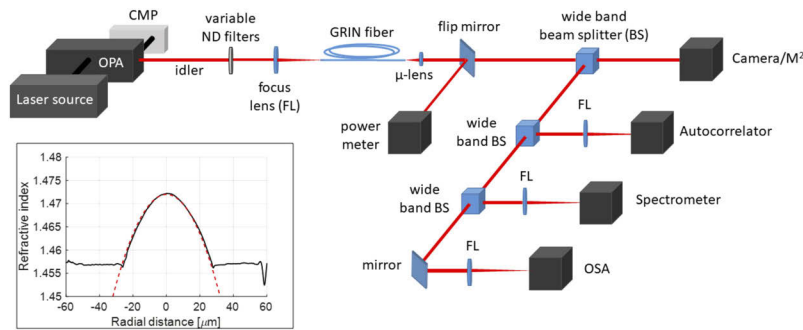 CMP
OPA
Laser source
idler
variable
ND filters
focus
lens (FL)
GRIN fiber
μ-lens
flip mirror
power
meter
wide band
beam splitter (BS)
Camera/M²
wide
band BS
FL
Autocorrelator
wide
band BS
FL
Spectrometer
mirror
FL
OSA
Refractive index
1.48
1.475
1.47
1.465
1.46
1.455
1.45
-60 -40 -20 0 20 40 60
Radial distance [μm]